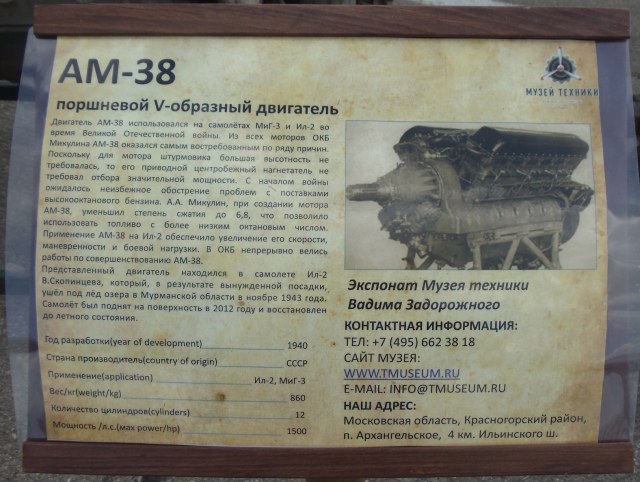 АМ-38
МУЗЕЙ ТЕХНИКИ
поршневой V-образный двигатель
Двигатель АМ-38 использовался на самолётах МиГ-3 и Ил-2 во
время Великой Отечественной войны. Из всех моторов ОКБ
Микулина АМ-38 оказался самым востребованным по ряду причин.
Поскольку для мотора штурмовика большая высотность не
требовалась, то его приводной центробежный нагнетатель не
требовал отбора значительной мощности. С началом войны
ожидалось неизбежное обострение проблем с поставками
высокооктанового бензина. А.А. Микулин, при создании мотора
АМ-38, уменьшил степень сжатия до 6,8, что позволило
использовать топливо с более низким октановым числом.
Применение АМ-38 на Ил-2 обеспечило увеличение его скорости,
маневренности и боевой нагрузки. В ОКБ непрерывно велись
работы по совершенствованию АМ-38.
Представленный двигатель находился в самолете Ил-2
В.Скопинцева, который, в результате вынужденной посадки,
ушёл под лёд озера в Мурманской области в ноябре 1943 года.
Самолёт был поднят на поверхность в 2012 году и восстановлен
до летного состояния.
Год разработки(year of development) 1940
Страна производитель(country of origin) СССР
Применение(application) Ил-2, МиГ-3
Вес/кг(weight/kg) 860
Количество цилиндров(cylinders) 12
Мощность /л.с.(max power/hp) 1500
Экспонат Музея техники
Вадима Задорожного
КОНТАКТНАЯ ИНФОРМАЦИЯ:
ТЕЛ: +7 (495) 662 38 18
САЙТ МУЗЕЯ:
WWW.TMUSEUM.RU
E-MAIL: INFO@TMUSEUM.RU
НАШ АДРЕС:
Московская область, Красногорский район,
п. Архангельское, 4 км. Ильинского ш.